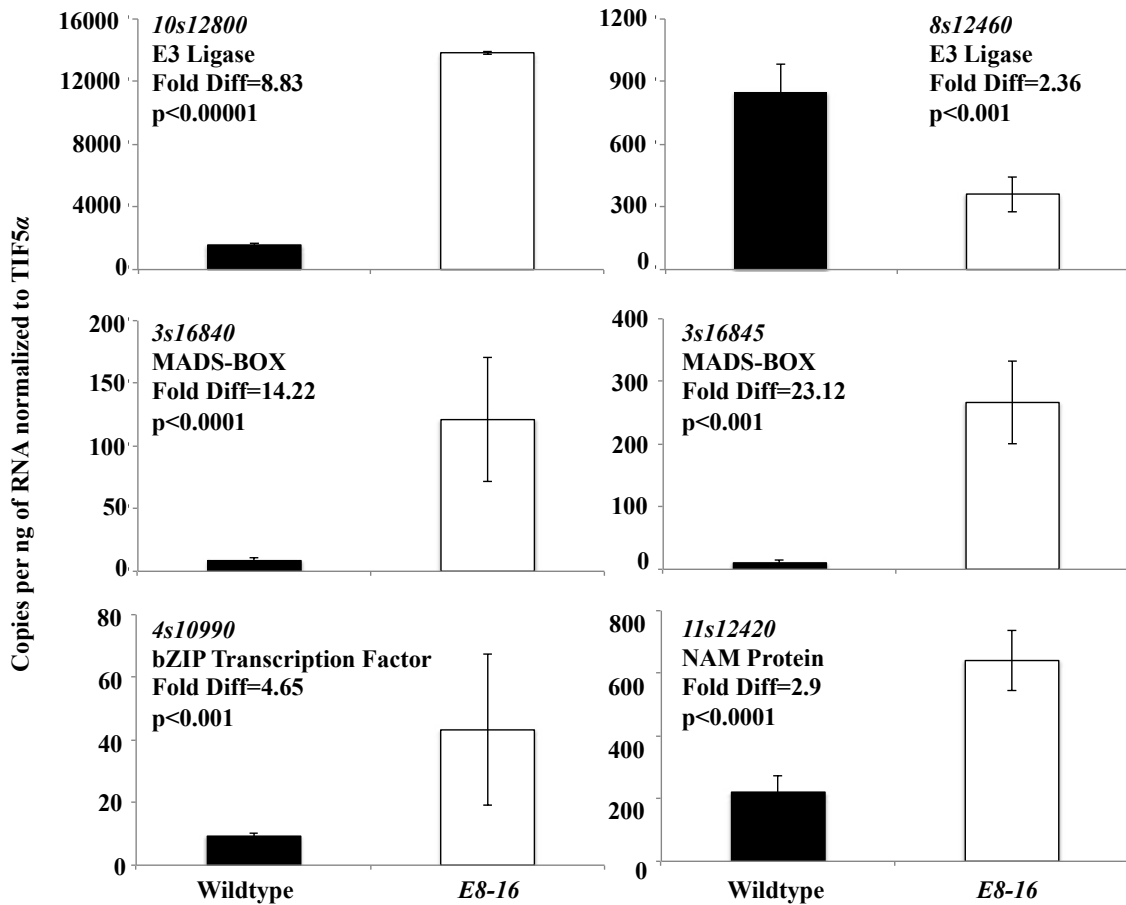 Copies per ng of RNA normalized to TIF5α
16000
12000
8000
4000
0
10s12800
E3 Ligase
Fold Diff=8.83
p<0.00001
1200
900
600
300
0
8s12460
E3 Ligase
Fold Diff=2.36
p<0.001
200
150
100
50
0
3s16840
MADS-BOX
Fold Diff=14.22
p<0.0001
400
300
200
100
0
3s16845
MADS-BOX
Fold Diff=23.12
p<0.001
80
60
40
20
0
4s10990
bZIP Transcription Factor
Fold Diff=4.65
p<0.001
800
600
400
200
0
11s12420
NAM Protein
Fold Diff=2.9
p<0.0001
Wildtype
E8-16
Wildtype
E8-16